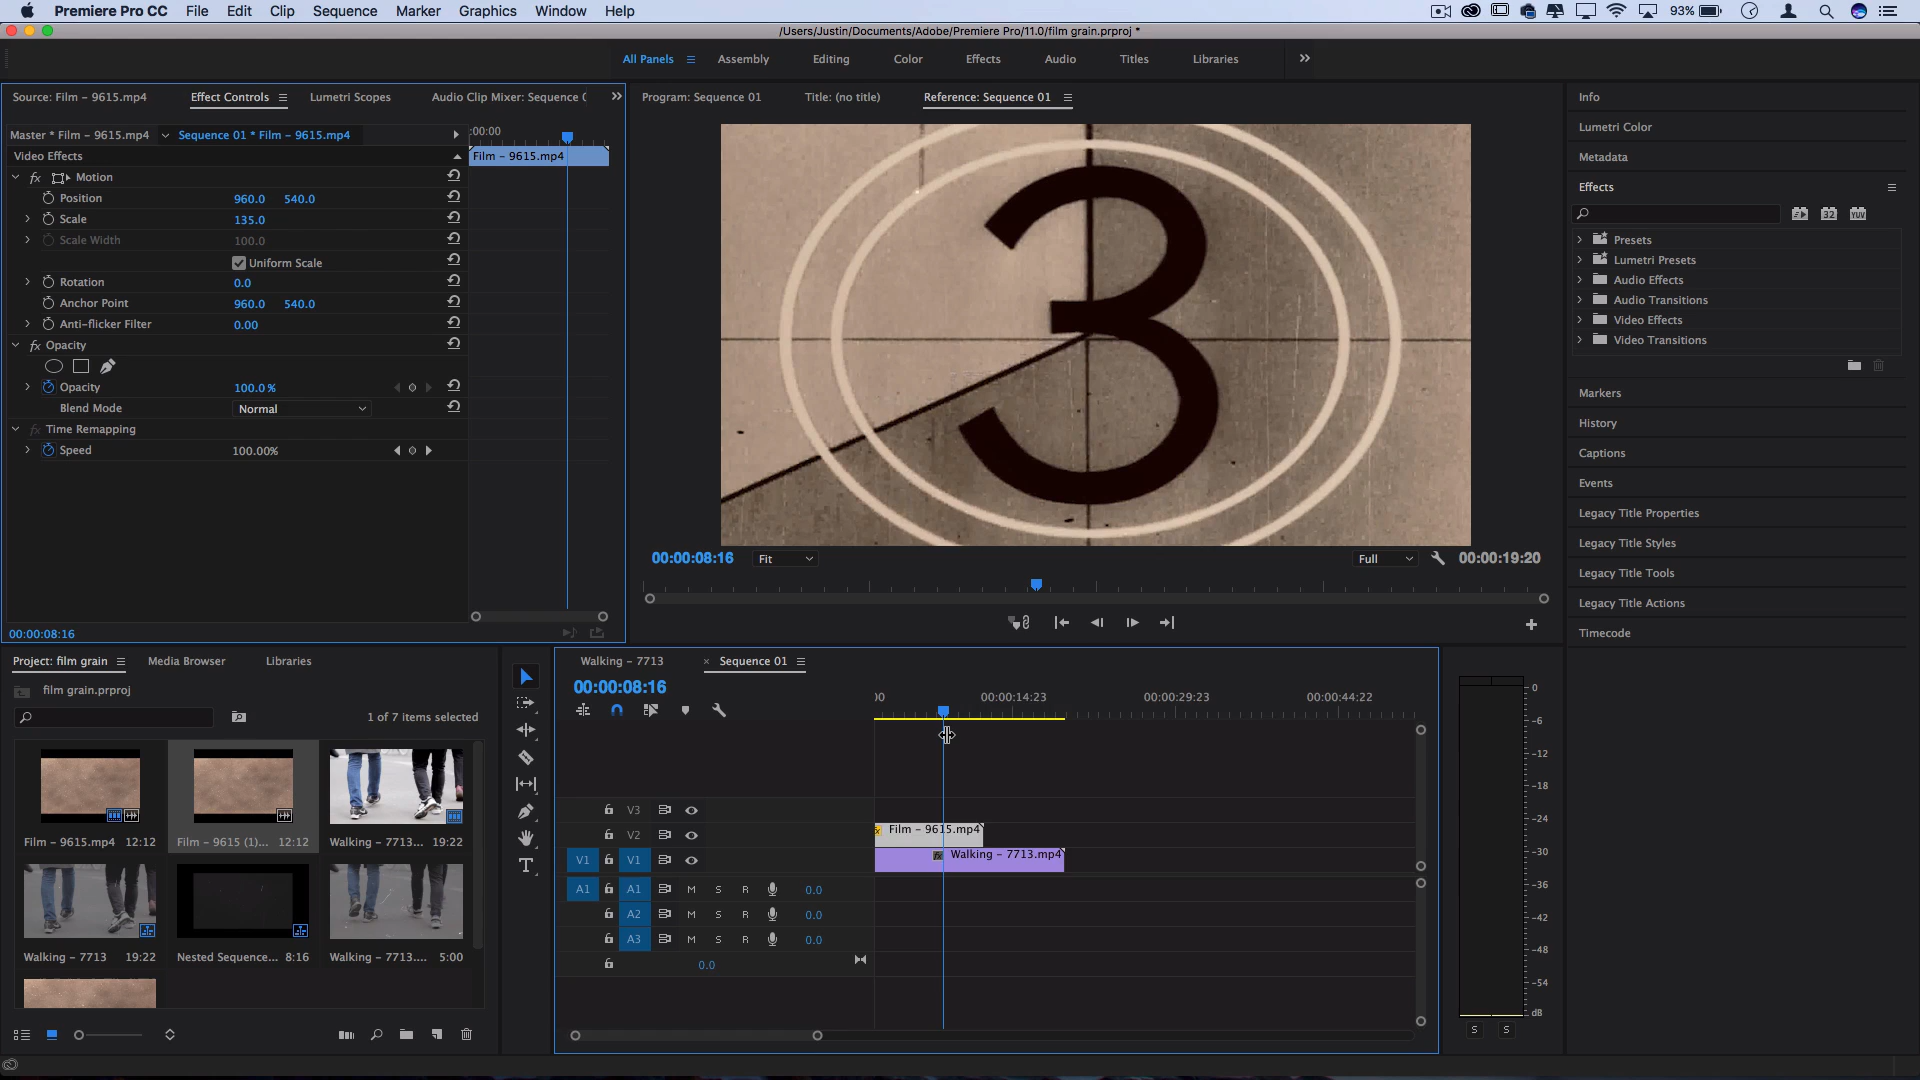 Premiere Pro CC File Edit Clip Sequence Marker Graphics Window Help 93%
/Users/Justin/Documents/Adobe/Premiere Pro/11.0/film grain.prproj *
All Panels Assembly Editing Color Effects Audio Titles Libraries
Source: Film - 9615.mp4 Effect Controls Lumetri Scopes Audio Clip Mixer: Sequence 0
Program: Sequence 01 Title: (no title) Reference: Sequence 01
Master * Film - 9615.mp4 Sequence 01 * Film - 9615.mp4
:00:00
Video Effects
Film - 9615.mp4
fx Motion
Position 960.0 540.0
Scale 135.0
Scale Width 100.0
Uniform Scale
Rotation 0.0
Anchor Point 960.0 540.0
Anti-flicker Filter 0.00
fx Opacity
Opacity 100.0 %
Blend Mode Normal
fx Time Remapping
Speed 100.00%
00:00:08:16
3
00:00:08:16 Fit Full 00:00:19:20
Info
Lumetri Color
Metadata
Effects
32 YUV
Presets
Lumetri Presets
Audio Effects
Audio Transitions
Video Effects
Video Transitions
Markers
History
Captions
Events
Legacy Title Properties
Legacy Title Styles
Legacy Title Tools
Legacy Title Actions
Timecode
Project: film grain Media Browser Libraries
film grain.prproj
1 of 7 items selected
Film - 9615.mp4 12:12
Film - 9615 (1)... 12:12
Walking - 7713... 19:22
Walking - 7713 19:22
Nested Sequence... 8:16
Walking - 7713.... 5:00
T
Walking - 7713 × Sequence 01
00:00:08:16
00 00:00:14:23 00:00:29:23 00:00:44:22
V3
V2 Film - 9615.mp4
V1 V1 fx Walking - 7713.mp4
A1 A1 M S R 0.0
A2 M S R 0.0
A3 M S R 0.0
0.0
0
-6
-12
-18
-24
-30
-36
-42
-48
-54
dB
S S